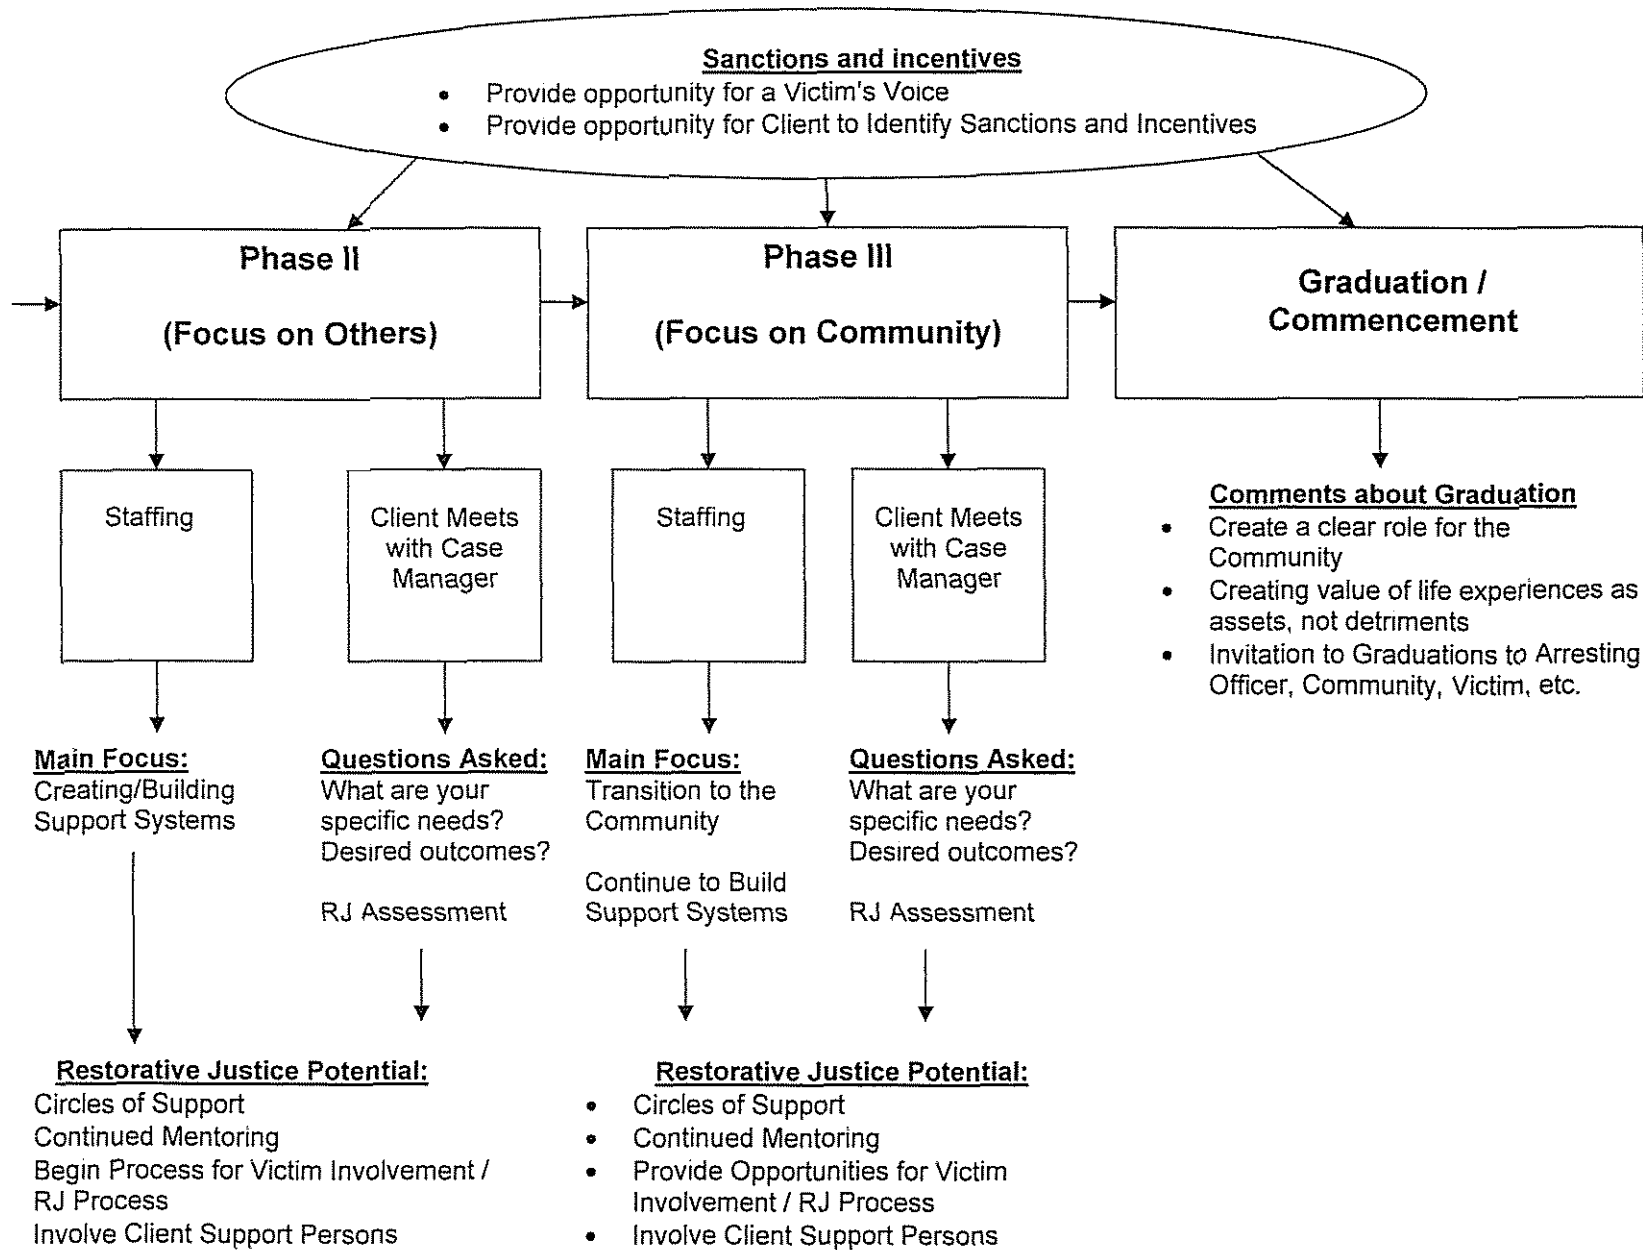 Sanctions and incentives
• Provide opportunity for a Victim's Voice
• Provide opportunity for Client to Identify Sanctions and Incentives
Phase II
(Focus on Others)
Phase III
(Focus on Community)
Graduation /
Commencement
Staffing
Client Meets
with Case
Manager
Staffing
Client Meets
with Case
Manager
Comments about Graduation
• Create a clear role for the
Community
• Creating value of life experiences as
assets, not detriments
• Invitation to Graduations to Arresting
Officer, Community, Victim, etc.
Main Focus:
Creating/Building
Support Systems
Questions Asked:
What are your
specific needs?
Desired outcomes?
RJ Assessment
Main Focus:
Transition to the
Community
Continue to Build
Support Systems
Questions Asked:
What are your
specific needs?
Desired outcomes?
RJ Assessment
Restorative Justice Potential:
Circles of Support
Continued Mentoring
Begin Process for Victim Involvement /
RJ Process
Involve Client Support Persons
Restorative Justice Potential:
• Circles of Support
• Continued Mentoring
• Provide Opportunities for Victim
Involvement / RJ Process
• Involve Client Support Persons